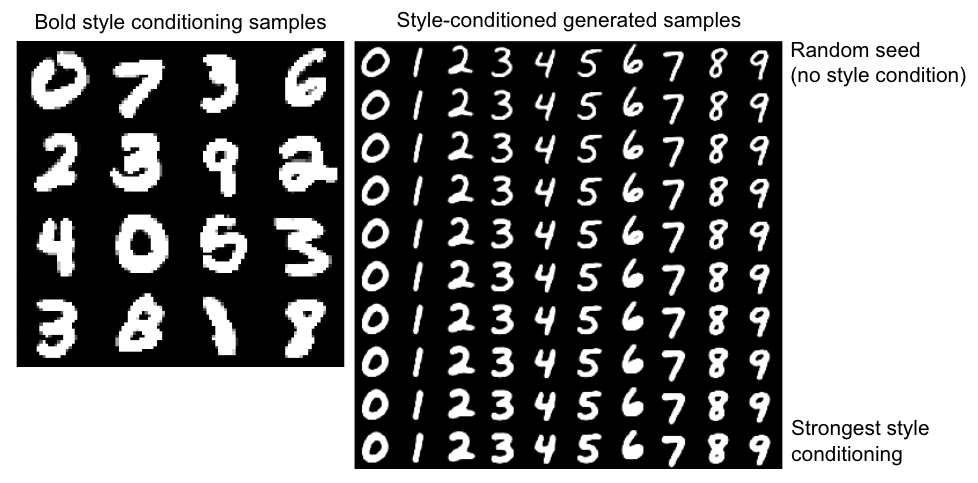 Bold style conditioning samples
Style-conditioned generated samples
0 7 3 6
2 3 9 2
4 0 5 3
3 8 1 8
0 1 2 3 4 5 6 7 8 9
0 1 2 3 4 5 6 7 8 9
0 1 2 3 4 5 6 7 8 9
0 1 2 3 4 5 6 7 8 9
0 1 2 3 4 5 6 7 8 9
0 1 2 3 4 5 6 7 8 9
0 1 2 3 4 5 6 7 8 9
0 1 2 3 4 5 6 7 8 9
0 1 2 3 4 5 6 7 8 9
0 1 2 3 4 5 6 7 8 9
Random seed
(no style condition)
Strongest style
conditioning